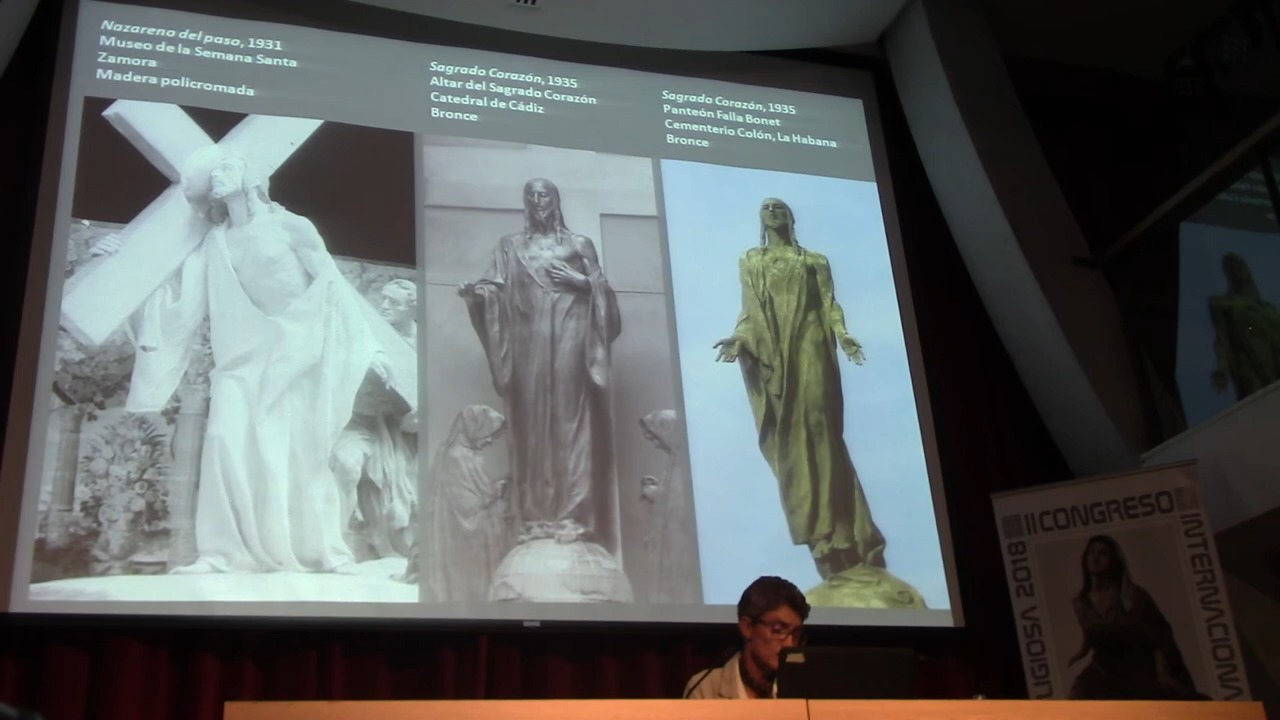 Nazareno del paso, 1931
Museo de la Semana Santa
Zamora
Madera policromada
Sagrado Corazón, 1935
Altar del Sagrado Corazón
Catedral de Cádiz
Bronce
Sagrado Corazón, 1935
Panteón Falla Bonet
Cementerio Colón, La Habana
Bronce
II CONGRESO
INTERNACIONA
LIGIOSA 2018